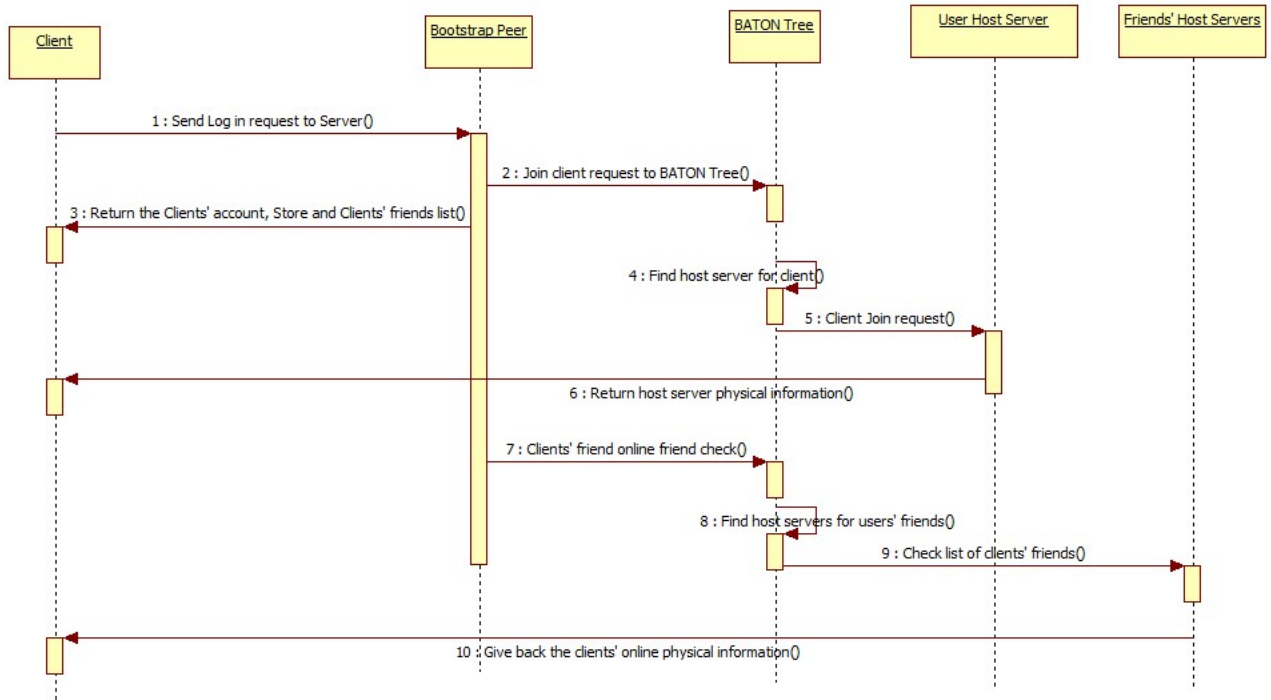 Client
Bootstrap Peer
BATON Tree
User Host Server
Friends' Host Servers
1 : Send Log in request to Server()
2 : Join client request to BATON Tree()
3 : Return the Clients' account, Store and Clients' friends list()
4 : Find host server for client()
5 : Client Join request()
6 : Return host server physical information()
7 : Clients' friend online friend check()
8 : Find host servers for users' friends()
9 : Check list of clients' friends()
10 : Give back the clients' online physical information()